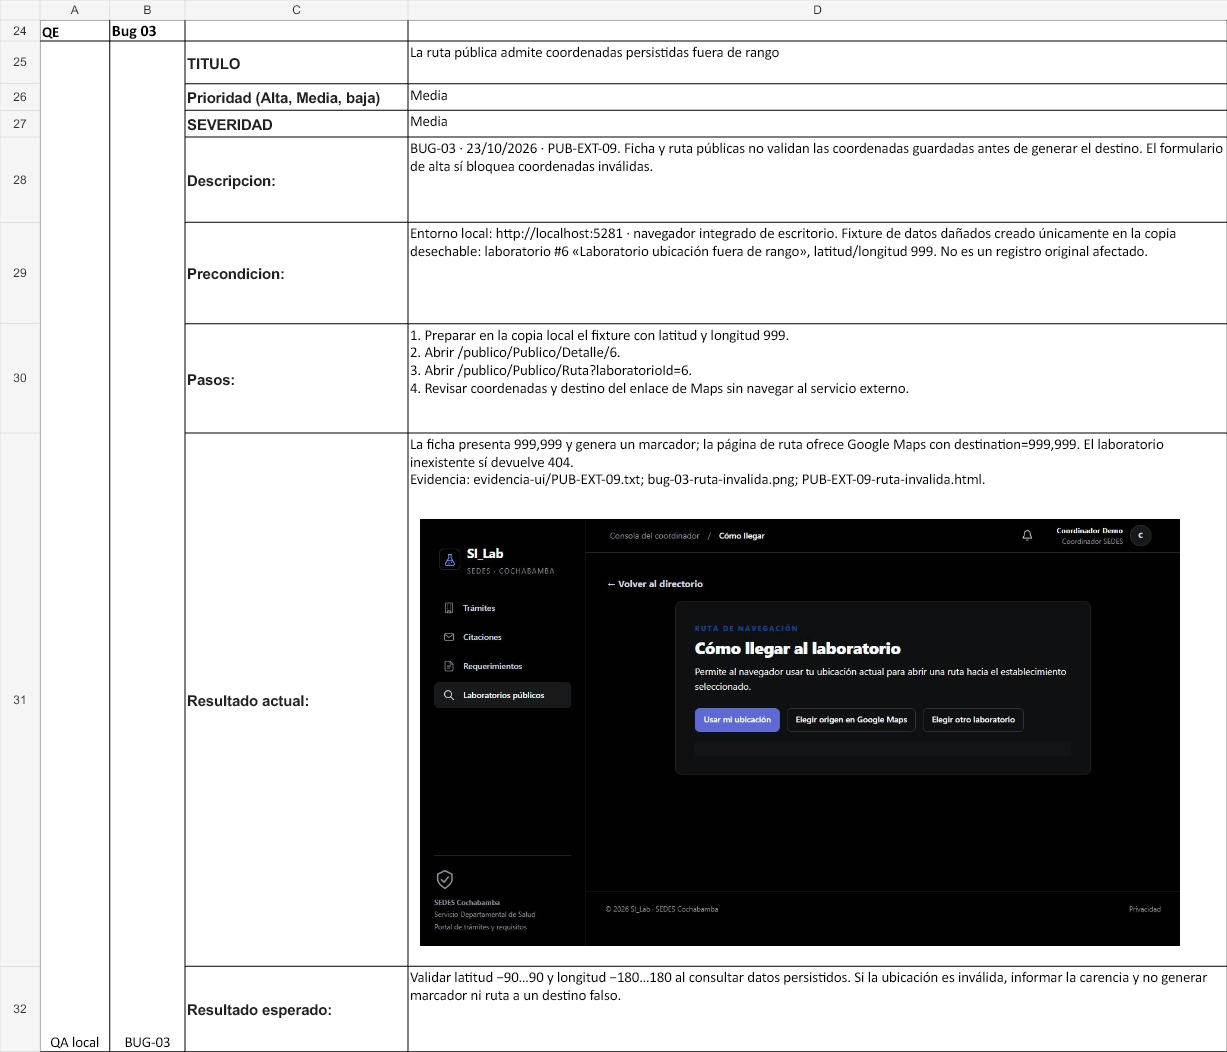 A B C D
24 QE Bug 03
25 TITULO La ruta pública admite coordenadas persistidas fuera de rango
26 Prioridad (Alta, Media, baja) Media
27 SEVERIDAD Media
28 Descripcion: BUG-03 · 23/10/2026 · PUB-EXT-09. Ficha y ruta públicas no validan las coordenadas guardadas antes de generar el destino. El formulario
de alta sí bloquea coordenadas inválidas.
29 Precondicion: Entorno local: http://localhost:5281 · navegador integrado de escritorio. Fixture de datos dañados creado únicamente en la copia
desechable: laboratorio #6 «Laboratorio ubicación fuera de rango», latitud/longitud 999. No es un registro original afectado.
30 Pasos: 1. Preparar en la copia local el fixture con latitud y longitud 999.
2. Abrir /publico/Publico/Detalle/6.
3. Abrir /publico/Publico/Ruta?laboratorioId=6.
4. Revisar coordenadas y destino del enlace de Maps sin navegar al servicio externo.
31 Resultado actual: La ficha presenta 999,999 y genera un marcador; la página de ruta ofrece Google Maps con destination=999,999. El laboratorio
inexistente sí devuelve 404.
Evidencia: evidencia-ui/PUB-EXT-09.txt; bug-03-ruta-invalida.png; PUB-EXT-09-ruta-invalida.html.
SI_Lab
SEDES · COCHABAMBA
Trámites
Citaciones
Requerimientos
Laboratorios públicos
SEDES Cochabamba
Servicio Departamental de Salud
Portal de trámites y requisitos
Consola del coordinador / Cómo llegar
Coordinador Demo
Coordinador SEDES
C
← Volver al directorio
RUTA DE NAVEGACIÓN
Cómo llegar al laboratorio
Permite al navegador usar tu ubicación actual para abrir una ruta hacia el establecimiento
seleccionado.
Usar mi ubicación Elegir origen en Google Maps Elegir otro laboratorio
© 2026 SI_Lab · SEDES Cochabamba Privacidad
32 Resultado esperado: Validar latitud −90…90 y longitud −180…180 al consultar datos persistidos. Si la ubicación es inválida, informar la carencia y no generar
marcador ni ruta a un destino falso.
QA local BUG-03